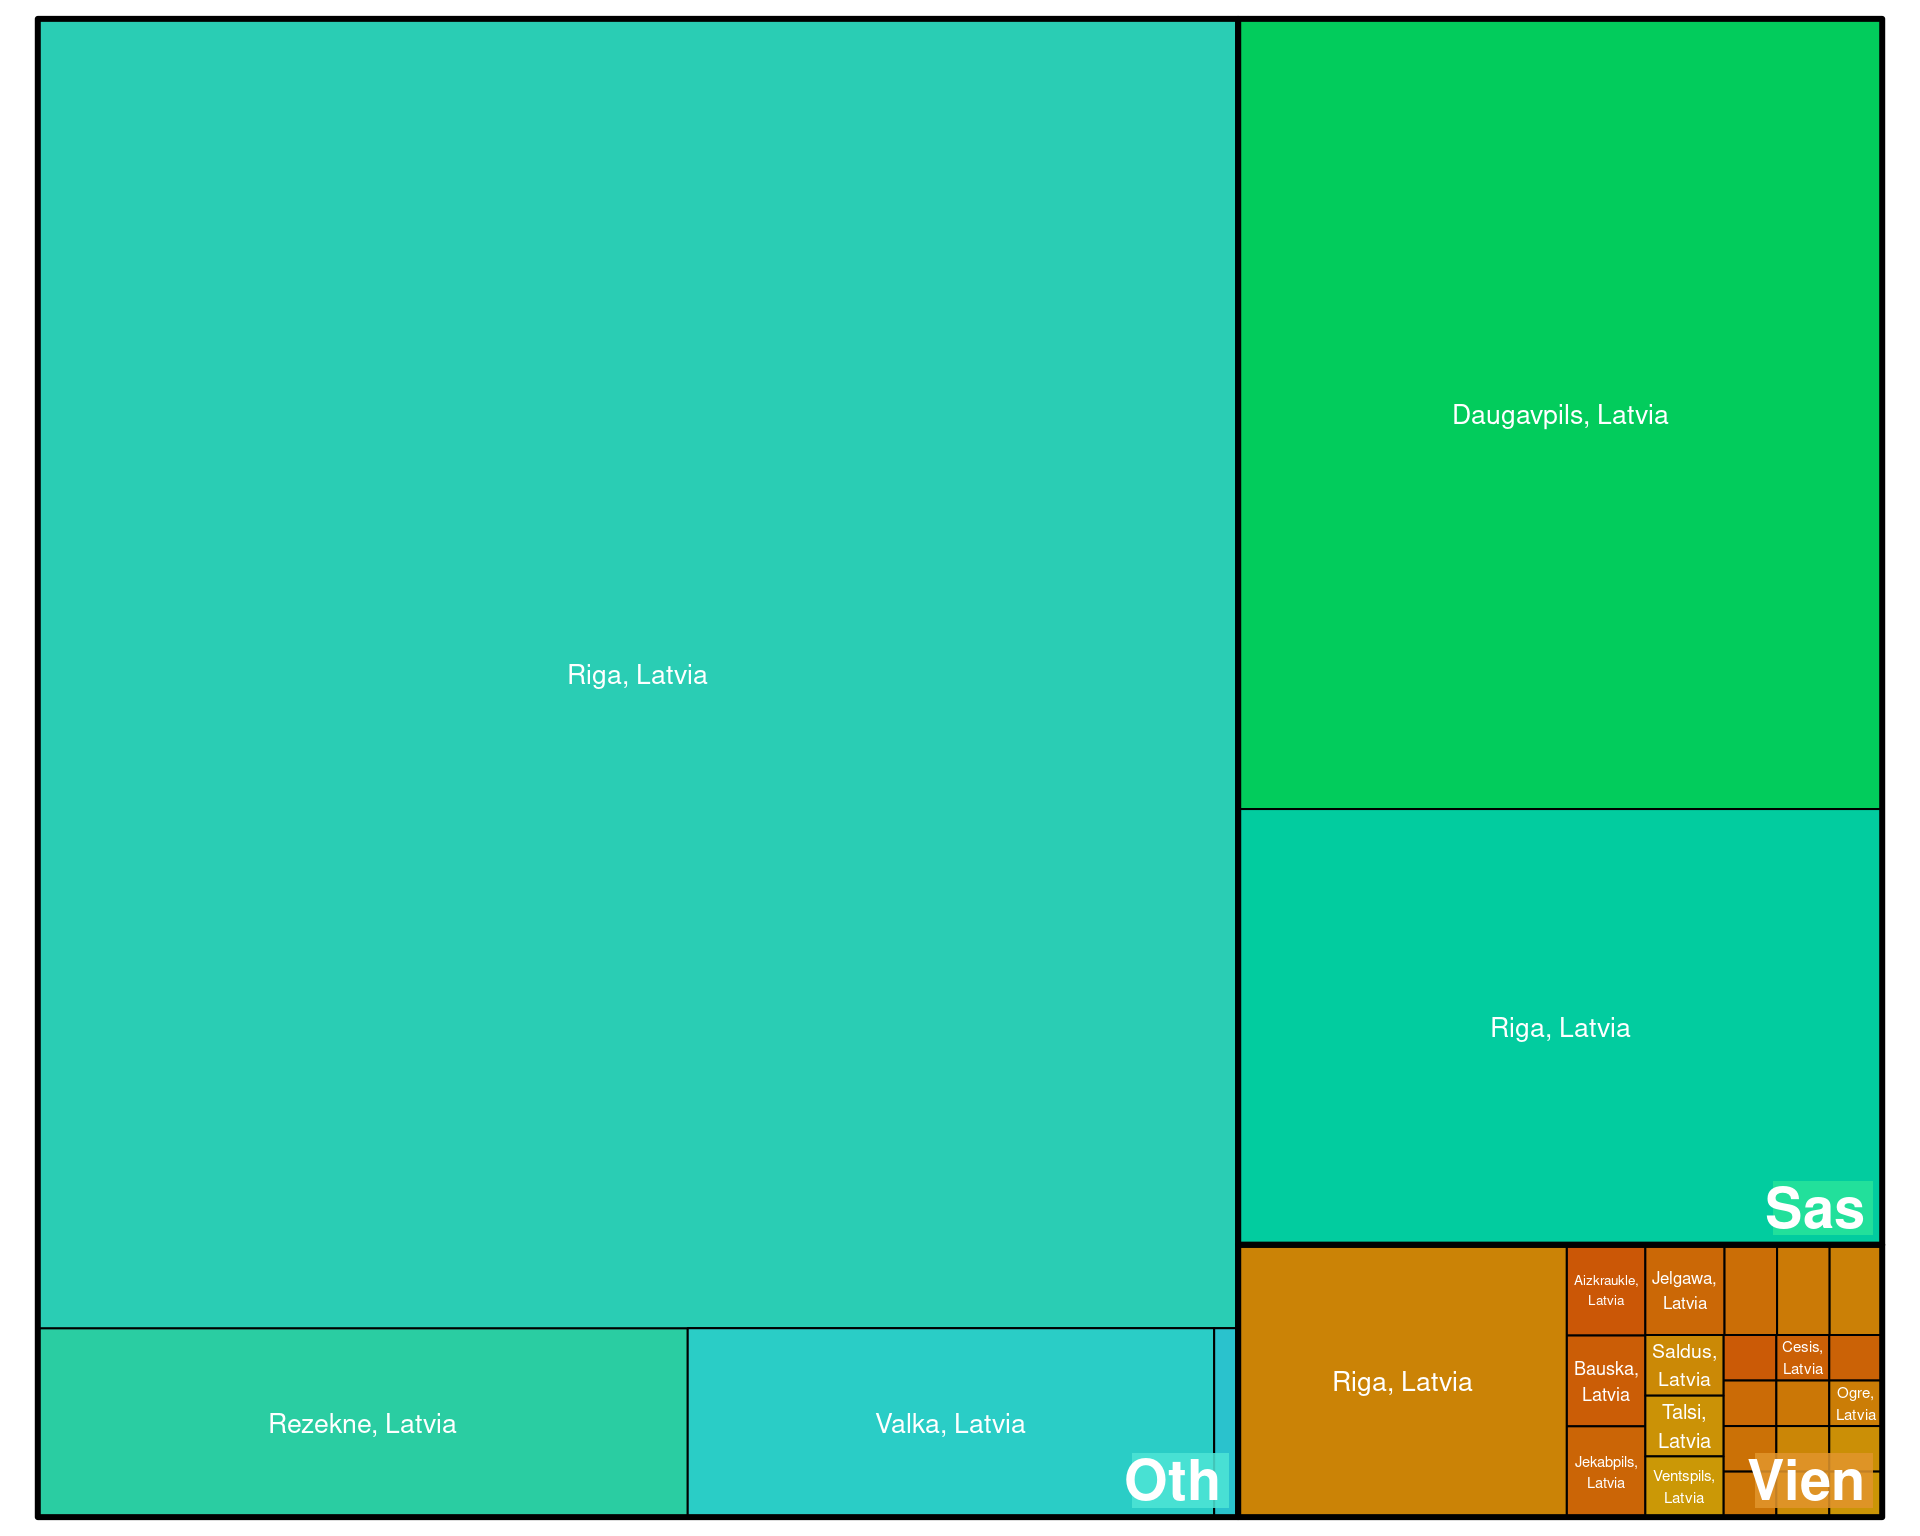 Riga, Latvia
Rezekne, Latvia
Valka, Latvia
Oth
Daugavpils, Latvia
Riga, Latvia
Sas
Riga, Latvia
Aizkraukle,
Latvia
Bauska,
Latvia
Jekabpils,
Latvia
Jelgawa,
Latvia
Saldus,
Latvia
Talsi,
Latvia
Ventspils,
Latvia
Cesis,
Latvia
Ogre,
Latvia
Vien